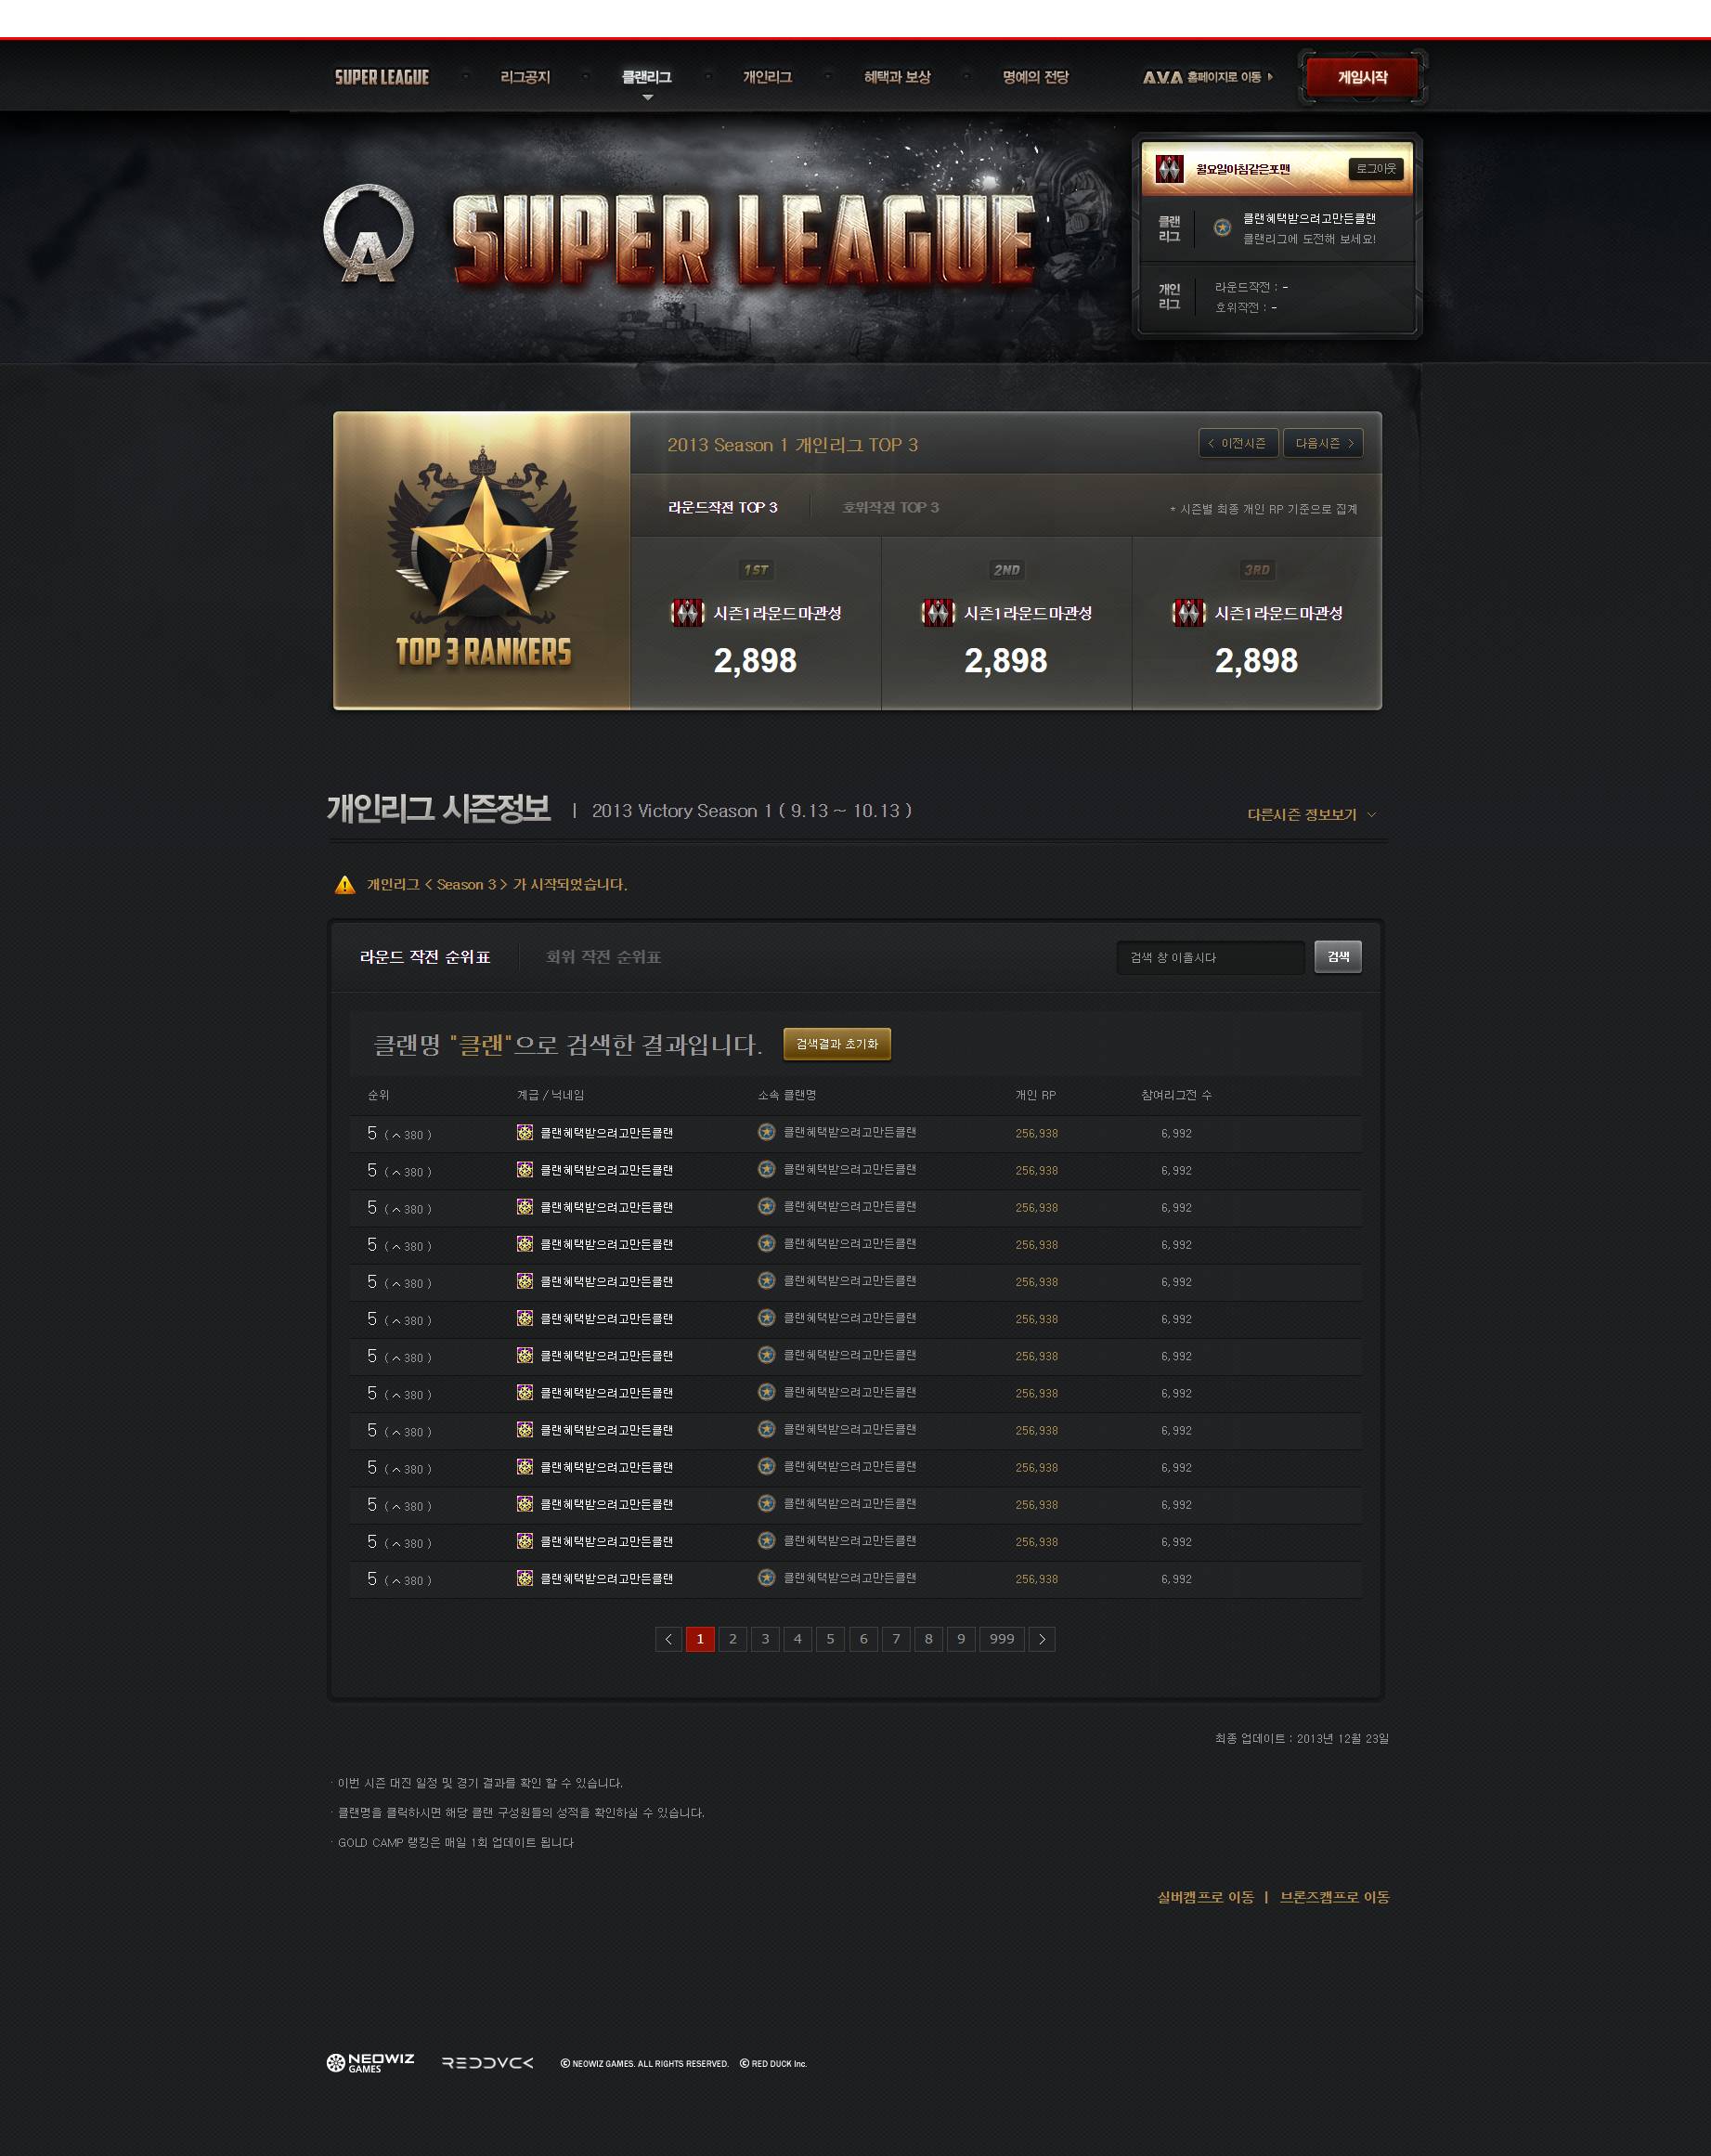 SUPER LEAGUE 리그공지 클랜리그 개인리그 혜택과 보상 명예의 전당 AVA 홈페이지로 이동 게임시작
SUPER LEAGUE
월요일아침같은포맨 로그아웃
클랜리그 클랜혜택받으려고만든클랜
클랜리그에 도전해 보세요!
개인리그 라운드작전 : -
호위작전 : -
TOP 3 RANKERS
2013 Season 1 개인리그 TOP 3 < 이전시즌 다음시즌 >
라운드작전 TOP 3 호위작전 TOP 3 * 시즌별 최종 개인 RP 기준으로 집계
1ST 2ND 3RD
시즌1라운드마관성 시즌1라운드마관성 시즌1라운드마관성
2,898 2,898 2,898
개인리그 시즌정보 | 2013 Victory Season 1 ( 9.13 ~ 10.13 ) 다른시즌 정보보기
개인리그 < Season 3 > 가 시작되었습니다.
라운드 작전 순위표 회위 작전 순위표 검색 창 이올시다 검색
클랜명 "클랜"으로 검색한 결과입니다. 검색결과 초기화
순위 계급 / 닉네임 소속 클랜명 개인 RP 참여리그전 수
5 ( ^ 380 ) 클랜혜택받으려고만든클랜 클랜혜택받으려고만든클랜 256,938 6,992
5 ( ^ 380 ) 클랜혜택받으려고만든클랜 클랜혜택받으려고만든클랜 256,938 6,992
5 ( ^ 380 ) 클랜혜택받으려고만든클랜 클랜혜택받으려고만든클랜 256,938 6,992
5 ( ^ 380 ) 클랜혜택받으려고만든클랜 클랜혜택받으려고만든클랜 256,938 6,992
5 ( ^ 380 ) 클랜혜택받으려고만든클랜 클랜혜택받으려고만든클랜 256,938 6,992
5 ( ^ 380 ) 클랜혜택받으려고만든클랜 클랜혜택받으려고만든클랜 256,938 6,992
5 ( ^ 380 ) 클랜혜택받으려고만든클랜 클랜혜택받으려고만든클랜 256,938 6,992
5 ( ^ 380 ) 클랜혜택받으려고만든클랜 클랜혜택받으려고만든클랜 256,938 6,992
5 ( ^ 380 ) 클랜혜택받으려고만든클랜 클랜혜택받으려고만든클랜 256,938 6,992
5 ( ^ 380 ) 클랜혜택받으려고만든클랜 클랜혜택받으려고만든클랜 256,938 6,992
5 ( ^ 380 ) 클랜혜택받으려고만든클랜 클랜혜택받으려고만든클랜 256,938 6,992
5 ( ^ 380 ) 클랜혜택받으려고만든클랜 클랜혜택받으려고만든클랜 256,938 6,992
5 ( ^ 380 ) 클랜혜택받으려고만든클랜 클랜혜택받으려고만든클랜 256,938 6,992
< 1 2 3 4 5 6 7 8 9 999 >
최종 업데이트 : 2013년 12월 23일
· 이번 시즌 대진 일정 및 경기 결과를 확인 할 수 있습니다.
· 클랜명을 클릭하시면 해당 클랜 구성원들의 성적을 확인하실 수 있습니다.
· GOLD CAMP 랭킹은 매일 1회 업데이트 됩니다
실버캠프로 이동 | 브론즈캠프로 이동
NEOWIZ GAMES REDDUCK © NEOWIZ GAMES. ALL RIGHTS RESERVED. © RED DUCK Inc.